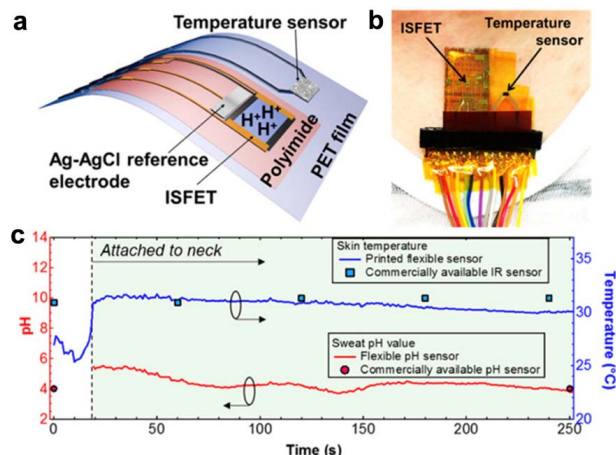 a
Temperature sensor
H+ H+
H+ H+
H+
Ag-AgCl reference
electrode
ISFET
Polyimide
PET film
b
ISFET
Temperature
sensor
c
14
12
10
8
6
4
2
pH
Attached to neck
Skin temperature
Printed flexible sensor
Commercially available IR sensor
Sweat pH value
Flexible pH sensor
Commercially available pH sensor
35
30
25
20
Temperature (°C)
0
50
100
150
200
250
Time (s)